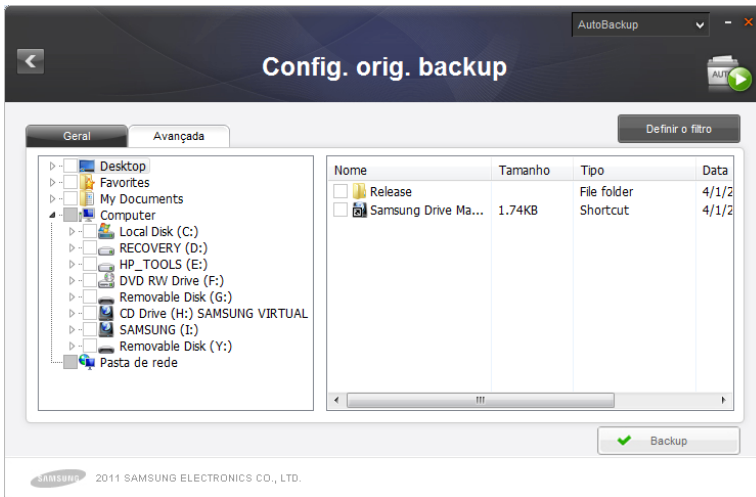 AutoBackup
Config. orig. backup
AUTO
Geral
Avançada
Definir o filtro
Desktop
Favorites
My Documents
Computer
Local Disk (C:)
RECOVERY (D:)
HP_TOOLS (E:)
DVD RW Drive (F:)
Removable Disk (G:)
CD Drive (H:) SAMSUNG VIRTUAL
SAMSUNG (I:)
Removable Disk (Y:)
Pasta de rede
Nome Tamanho Tipo Data
Release File folder 4/1/2
Samsung Drive Ma... 1.74KB Shortcut 4/1/2
Backup
SAMSUNG 2011 SAMSUNG ELECTRONICS CO., LTD.